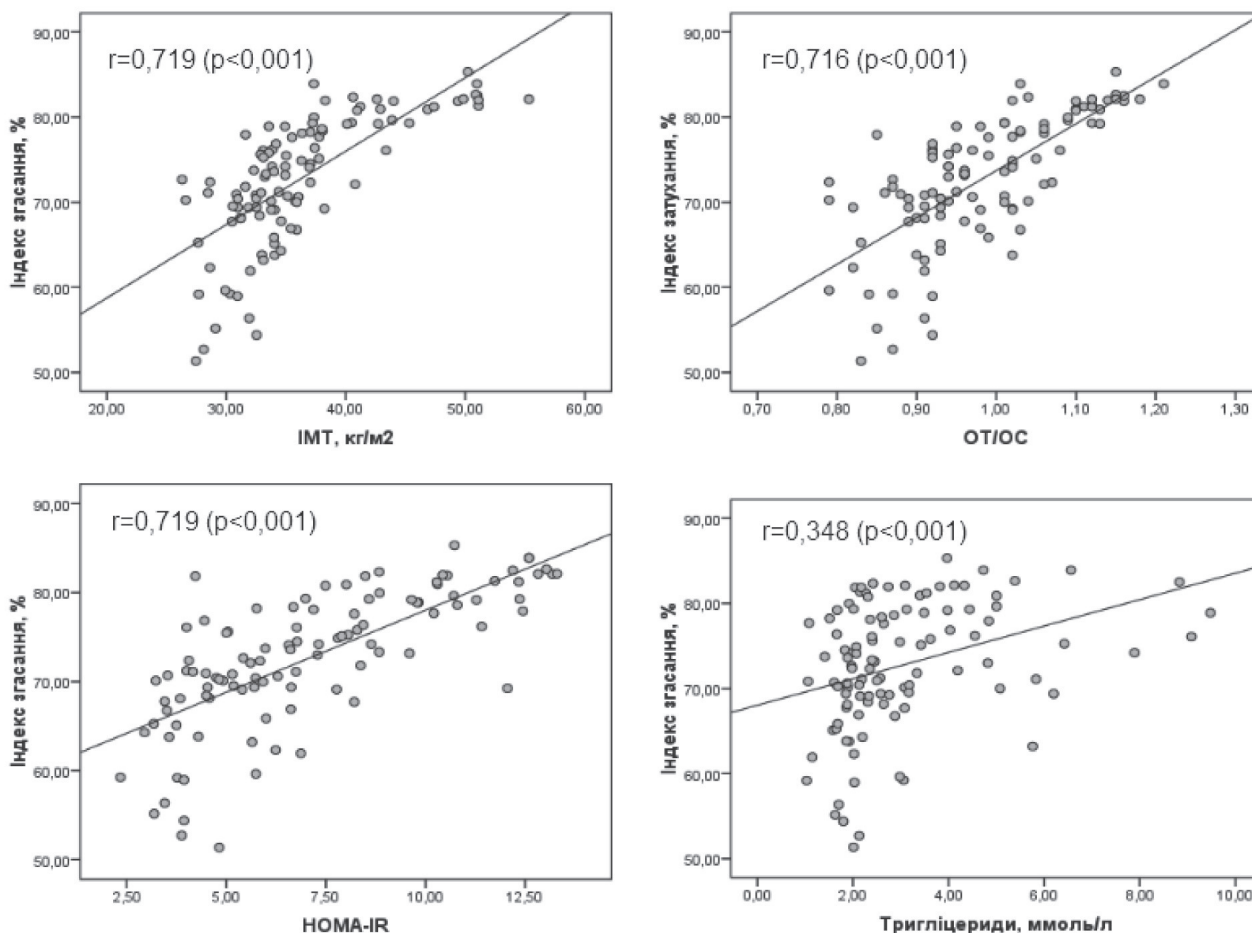 r=0,719 (p<0,001)
90,00
80,00
70,00
60,00
50,00
Індекс згасання, %
20,00 30,00 40,00 50,00 60,00
ІМТ, кг/м2
r=0,716 (p<0,001)
90,00
80,00
70,00
60,00
50,00
Індекс затухання, %
0,70 0,80 0,90 1,00 1,10 1,20 1,30
ОТ/ОС
r=0,719 (p<0,001)
90,00
80,00
70,00
60,00
50,00
Індекс згасання, %
2,50 5,00 7,50 10,00 12,50
HOMA-IR
r=0,348 (p<0,001)
90,00
80,00
70,00
60,00
50,00
Індекс згасання, %
0,00 2,00 4,00 6,00 8,00 10,00
Тригліцериди, ммоль/л